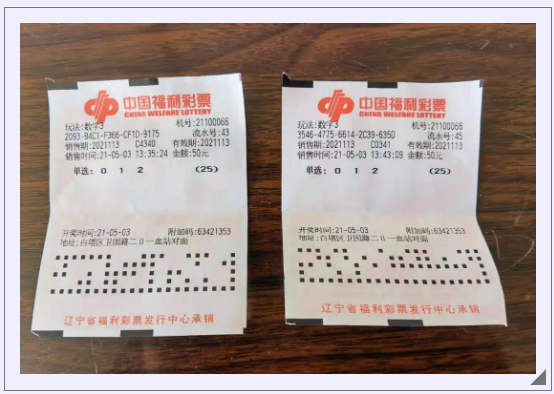 中国福利彩票
CHINA WELFARE LOTTERY
玩法:数字3 机号:21100066
2093-94C1-F366-CF10-9175 流水号:43
销售期:2021113 C4340 有效期:2021113
销售时间:21-05-03 13:35:24 金额:50元
单选: 0 1 2 (25)
开奖时间:21-05-03 附加码:63421353
地址:白塔区卫国路二0一血站对面
辽宁省福利彩票发行中心承销
中国福利彩票
CHINA WELFARE LOTTERY
玩法:数字3 机号:21100066
3546-4775-6614-2C39-6350 流水号:45
销售期:2021113 C0341 有效期:2021113
销售时间:21-05-03 13:43:09 金额:50元
单选: 0 1 2 (25)
开奖时间:21-05-03 附加码:63421353
地址:白塔区卫国路二0一血站对面
辽宁省福利彩票发行中心承销